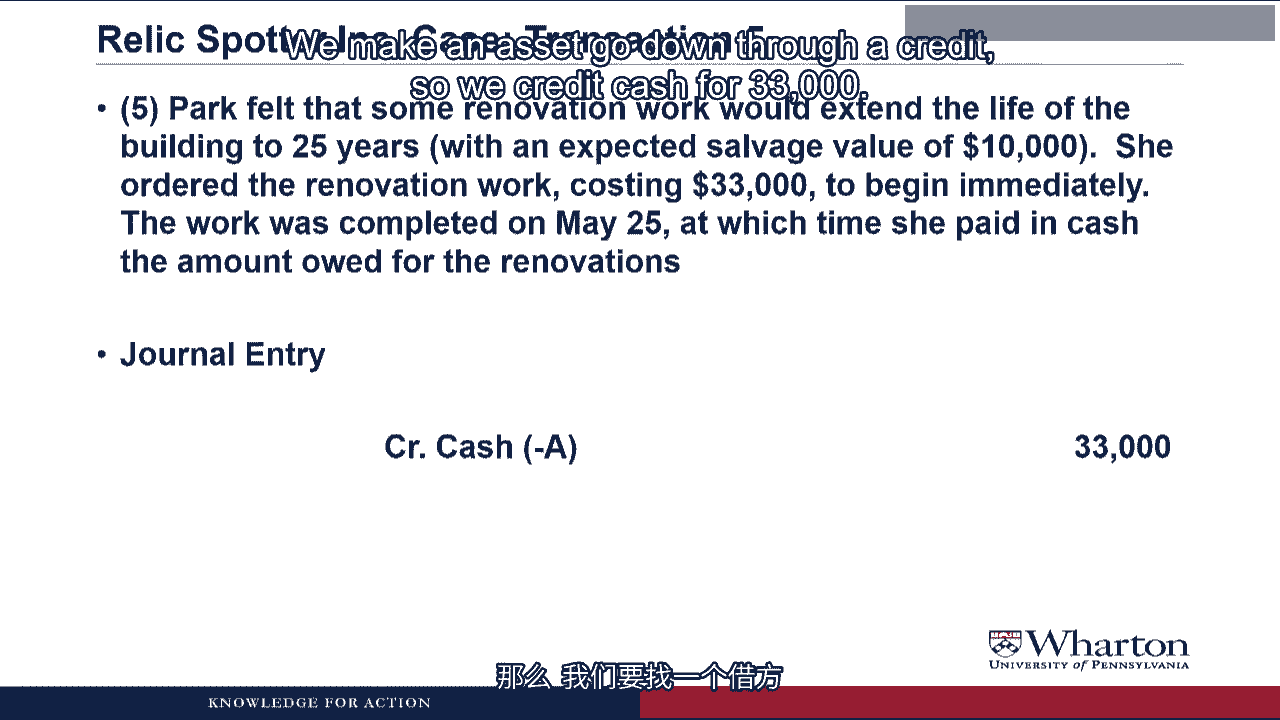 Relic Spotter Inc. Case: Transaction 5
We make an asset go down through a credit,
so we credit cash for 33,000.
• (5) Park felt that some renovation work would extend the life of the
building to 25 years (with an expected salvage value of $10,000). She
ordered the renovation work, costing $33,000, to begin immediately.
The work was completed on May 25, at which time she paid in cash
the amount owed for the renovations
• Journal Entry
Cr. Cash (-A) 33,000
Wharton
UNIVERSITY of PENNSYLVANIA
那么 我们要找一个借方
KNOWLEDGE FOR ACTION